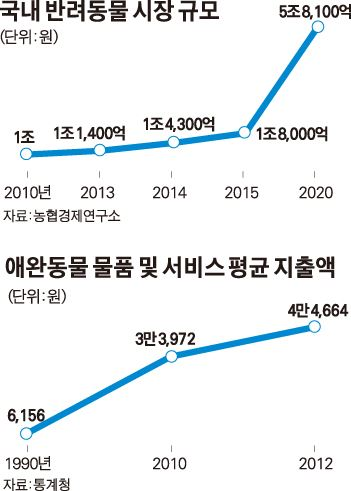 국내 반려동물 시장 규모
(단위:원)
5조 8,100억
1조
1조 1,400억
1조 4,300억
1조 8,000억
2010년 2013 2014 2015 2020
자료:농협경제연구소
애완동물 물품 및 서비스 평균 지출액
(단위:원)
4만 4,664
3만 3,972
6,156
1990년 2010 2012
자료:통계청